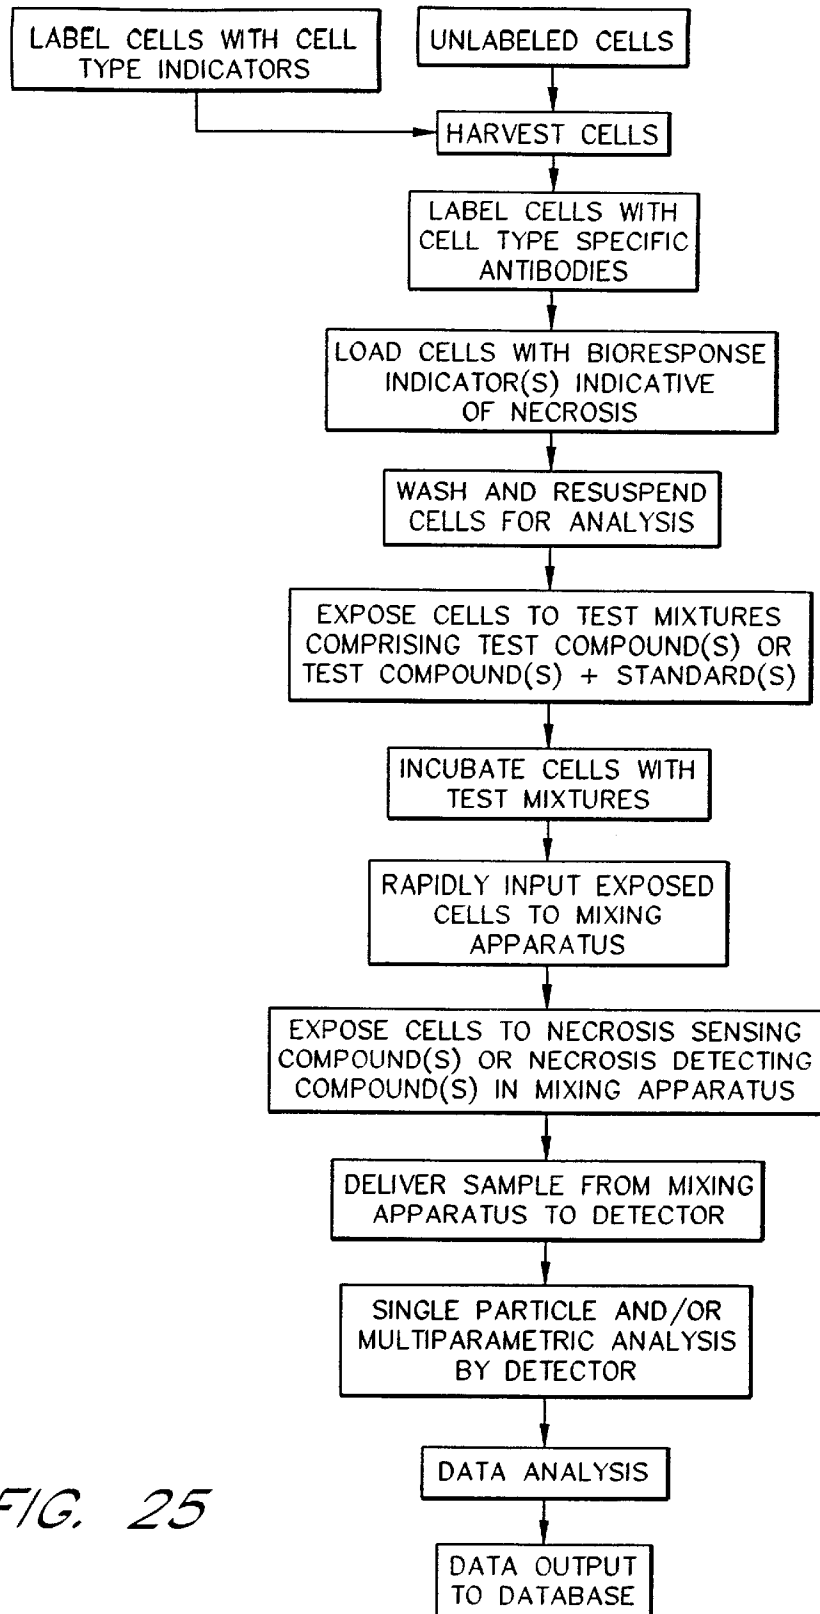 LABEL CELLS WITH CELL
TYPE INDICATORS
UNLABELED CELLS
HARVEST CELLS
LABEL CELLS WITH
CELL TYPE SPECIFIC
ANTIBODIES
LOAD CELLS WITH BIORESPONSE
INDICATOR(S) INDICATIVE
OF NECROSIS
WASH AND RESUSPEND
CELLS FOR ANALYSIS
EXPOSE CELLS TO TEST MIXTURES
COMPRISING TEST COMPOUND(S) OR
TEST COMPOUND(S) + STANDARD(S)
INCUBATE CELLS WITH
TEST MIXTURES
RAPIDLY INPUT EXPOSED
CELLS TO MIXING
APPARATUS
EXPOSE CELLS TO NECROSIS SENSING
COMPOUND(S) OR NECROSIS DETECTING
COMPOUND(S) IN MIXING APPARATUS
DELIVER SAMPLE FROM MIXING
APPARATUS TO DETECTOR
SINGLE PARTICLE AND/OR
MULTIPARAMETRIC ANALYSIS
BY DETECTOR
DATA ANALYSIS
FIG. 25
DATA OUTPUT
TO DATABASE